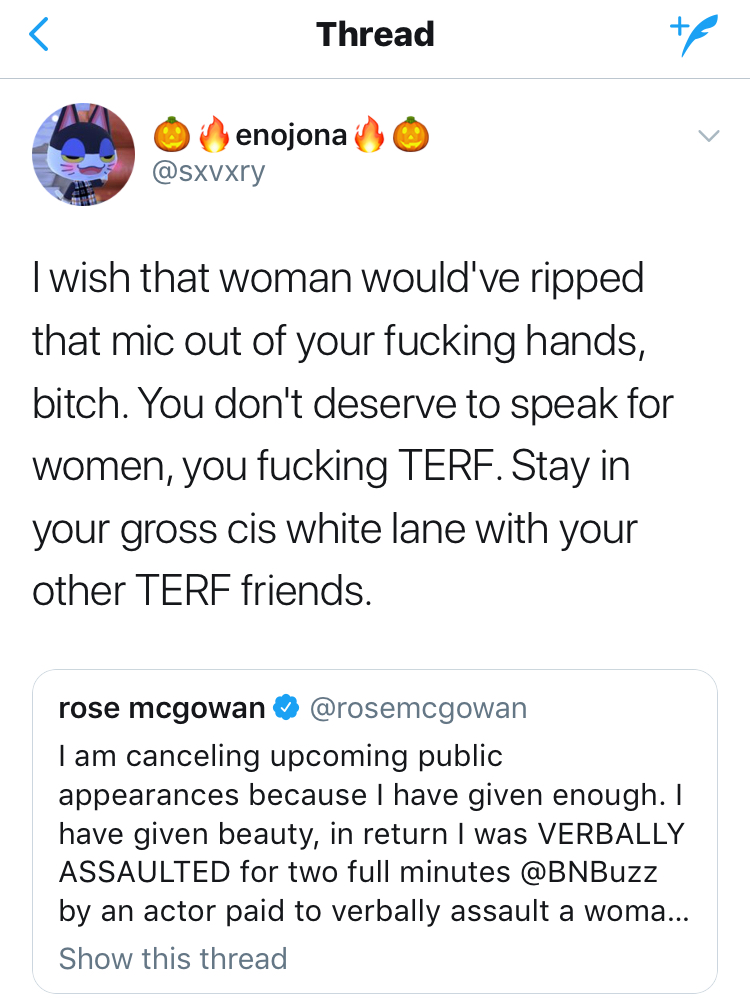 Thread
🎃🔥enojona🔥🎃
@sxvxry
I wish that woman would've ripped
that mic out of your fucking hands,
bitch. You don't deserve to speak for
women, you fucking TERF. Stay in
your gross cis white lane with your
other TERF friends.
rose mcgowan @rosemcgowan
I am canceling upcoming public
appearances because I have given enough. I
have given beauty, in return I was VERBALLY
ASSAULTED for two full minutes @BNBuzz
by an actor paid to verbally assault a woma...
Show this thread